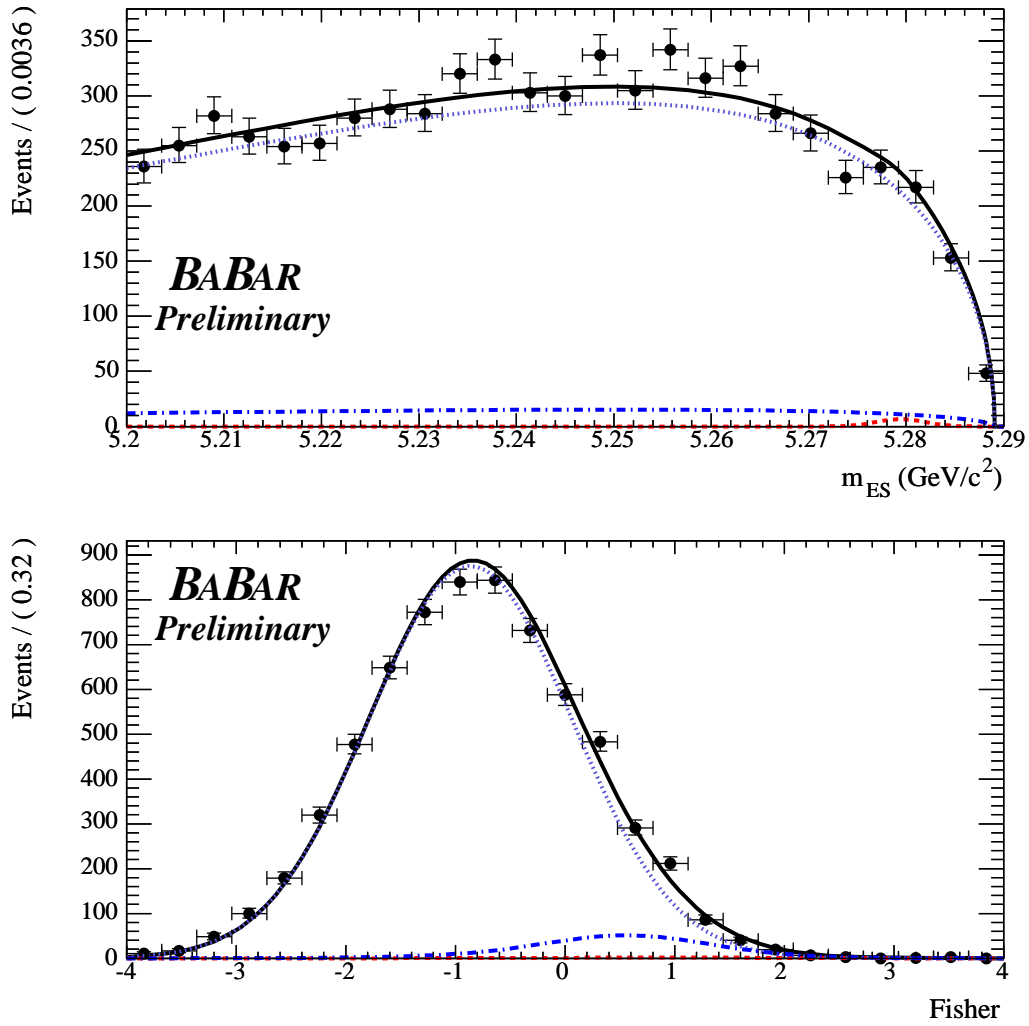 Events / ( 0.0036 )
350
300
250
200
150
100
50
0
BABAR
Preliminary
5.2 5.21 5.22 5.23 5.24 5.25 5.26 5.27 5.28 5.29
m_ES (GeV/c²)
Events / ( 0.32 )
900
800
700
600
500
400
300
200
100
0
BABAR
Preliminary
-4 -3 -2 -1 0 1 2 3 4
Fisher